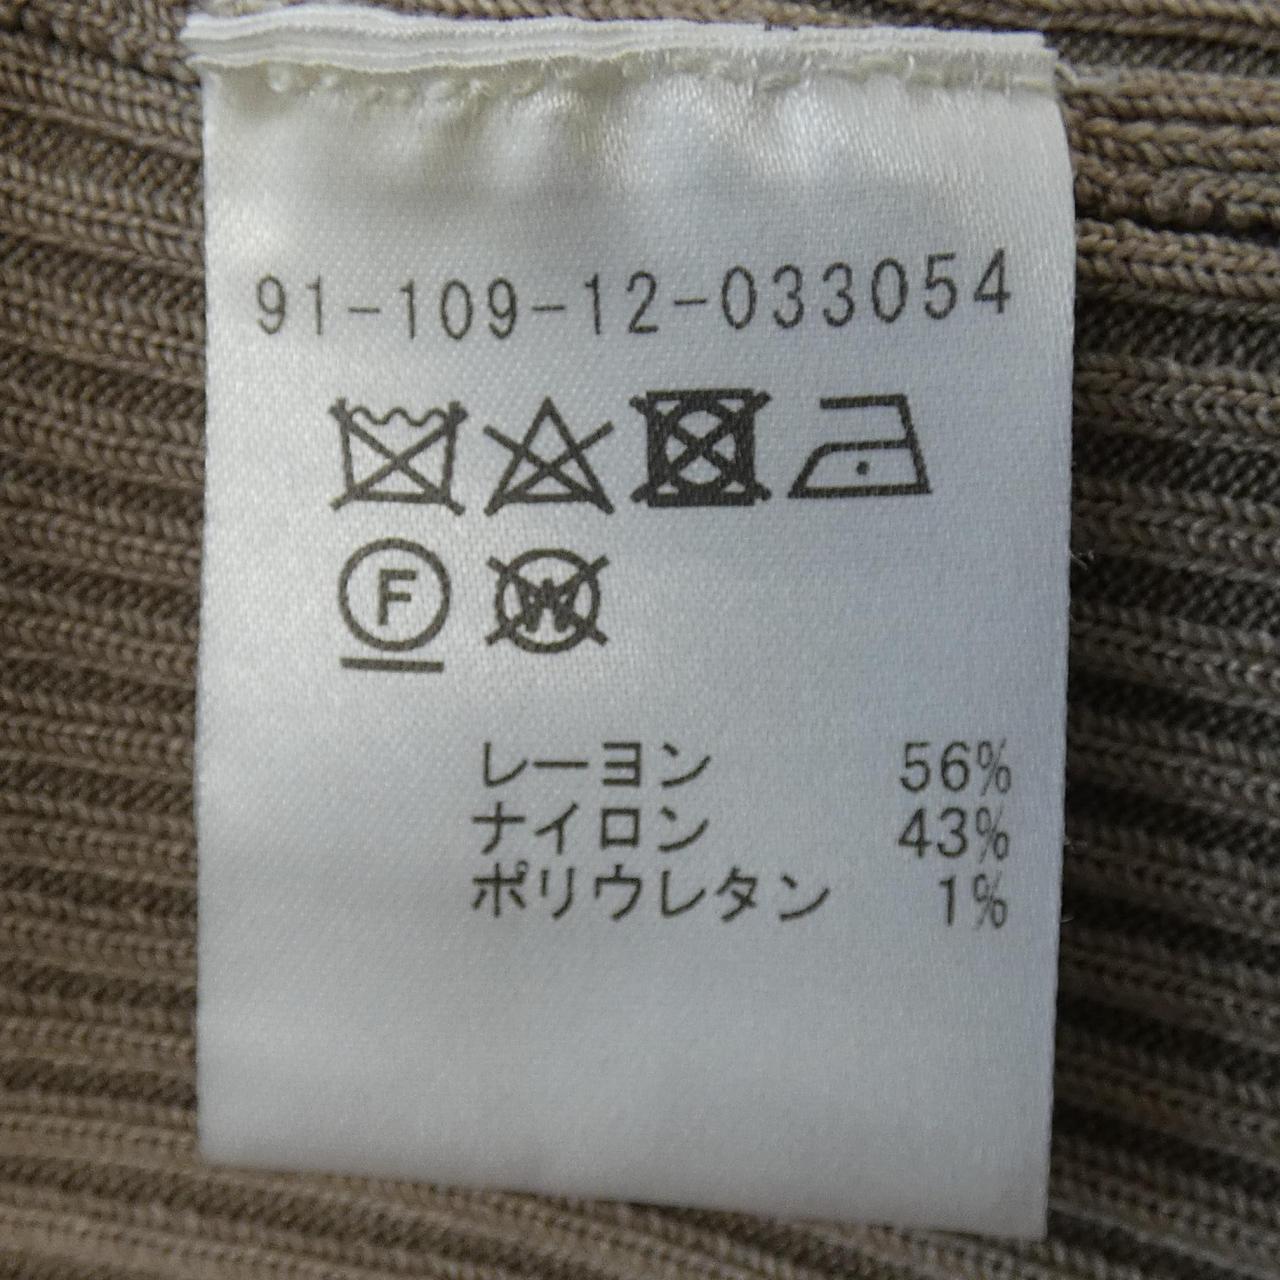 91-109-12-033054
F W
レーヨン 56%
ナイロン 43%
ポリウレタン 1%